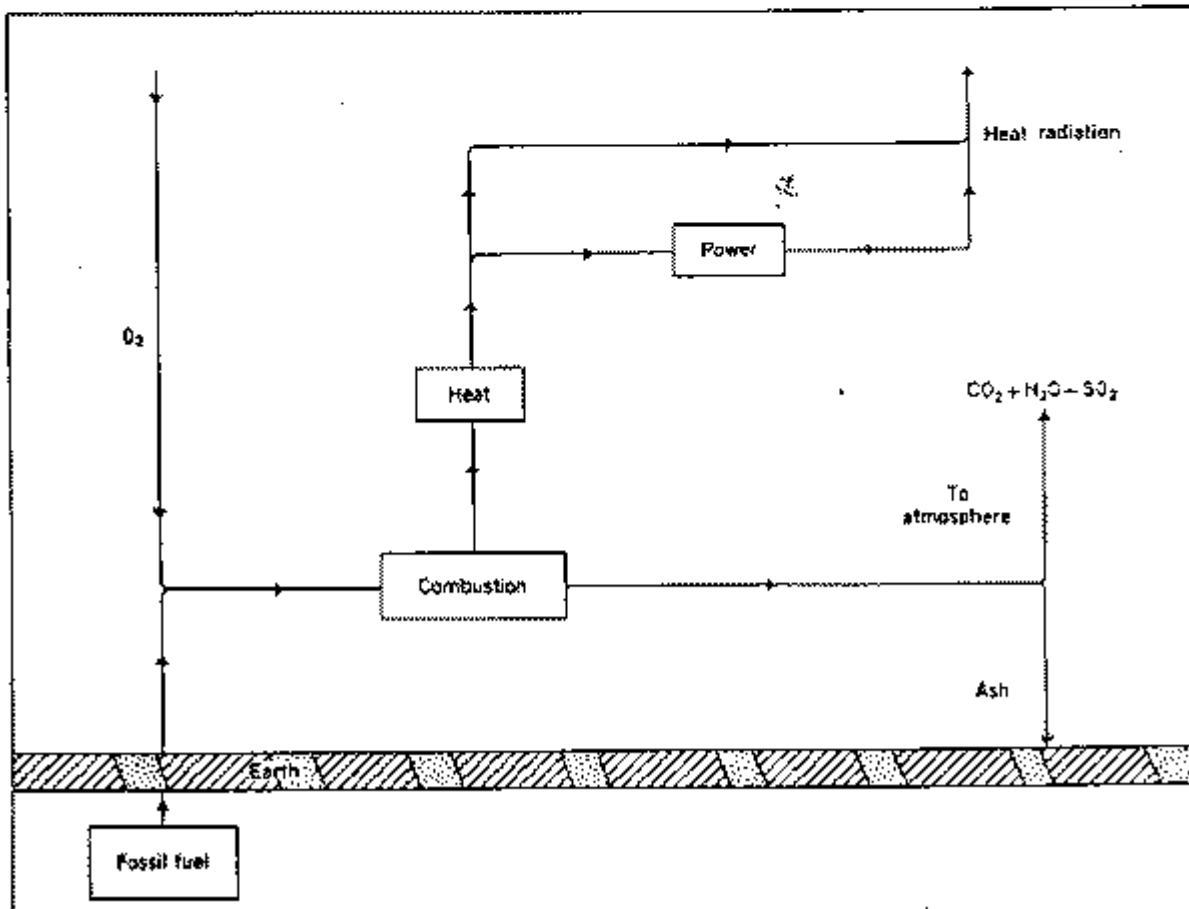 Heat radiation
Power
O₂
Heat
CO₂ + H₂O – SO₂
To
atmosphere
Combustion
Ash
Earth
Fossil fuel